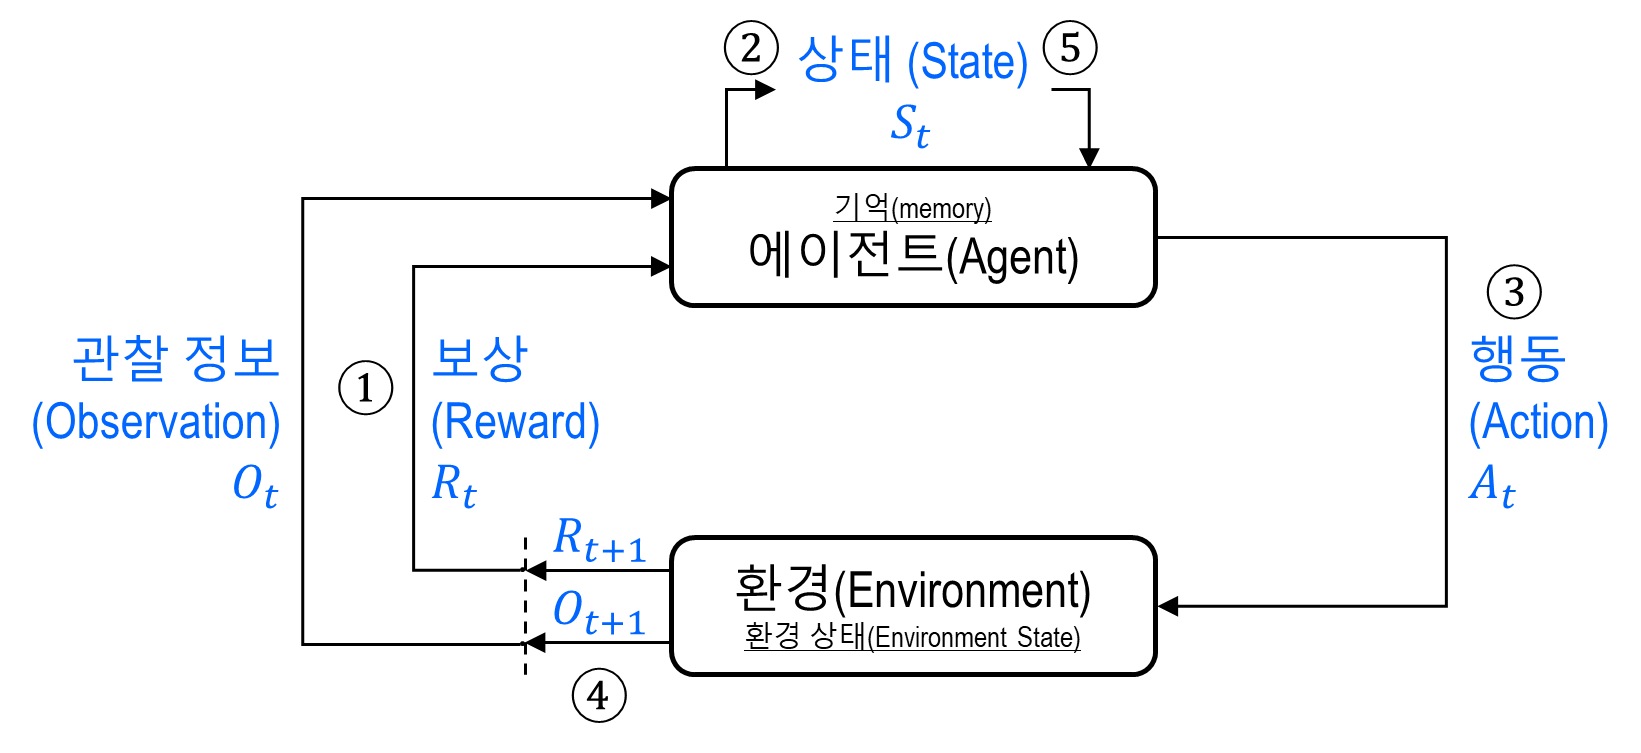 ② 상태 (State) ⑤
S_t
기억(memory)
에이전트(Agent)
③
행동
(Action)
A_t
관찰 정보
(Observation)
O_t
①
보상
(Reward)
R_t
R_{t+1}
O_{t+1}
④
환경(Environment)
환경 상태(Environment State)